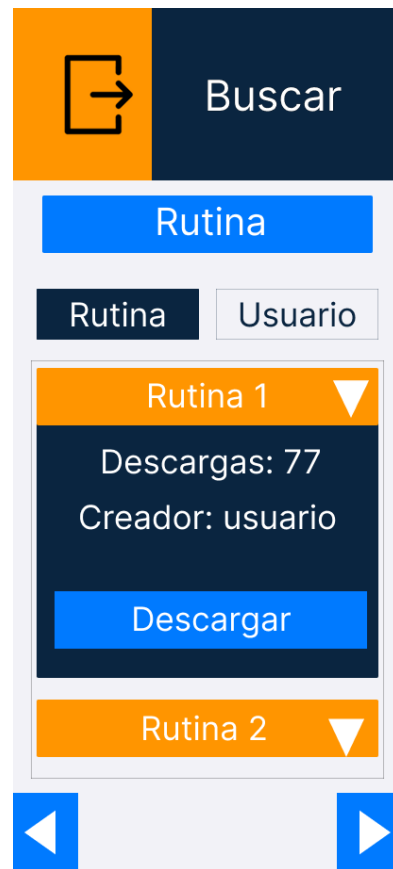 Buscar
Rutina
Rutina Usuario
Rutina 1
Descargas: 77
Creador: usuario
Descargar
Rutina 2